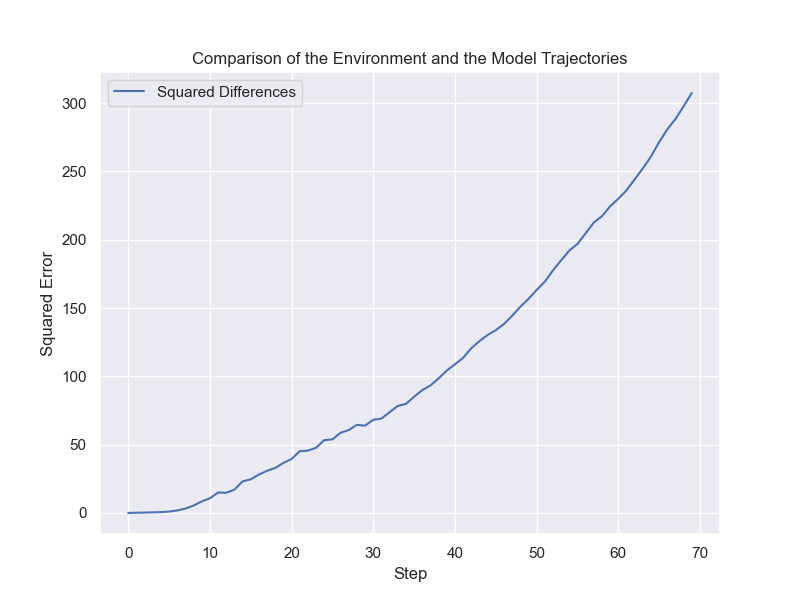 Comparison of the Environment and the Model Trajectories
Squared Differences
300
250
200
150
100
50
0
Squared Error
0 10 20 30 40 50 60 70
Step